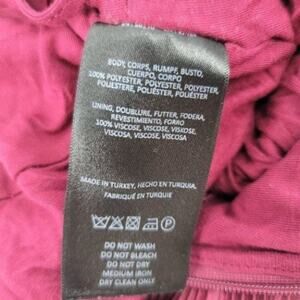 BODY, CORPS, RUMPF, BUSTO,
CUERPO, CORPO
100% POLYESTER, POLYESTER,
POLIESTERE, POLIÉSTER, POLIÉSTER
LINING, DOUBLURE, FUTTER, FODERA,
REVESTIMIENTO, FORRO
100% VISCOSE, VISCOSE, VISKOSE,
VISCOSE, VISCOSA, VISCOSA
MADE IN TURKEY, HECHO EN TURQUIA,
FABRIQUÉ EN TURQUIE
DO NOT WASH
DO NOT BLEACH
DO NOT DRY
MEDIUM IRON
DRY CLEAN ONLY